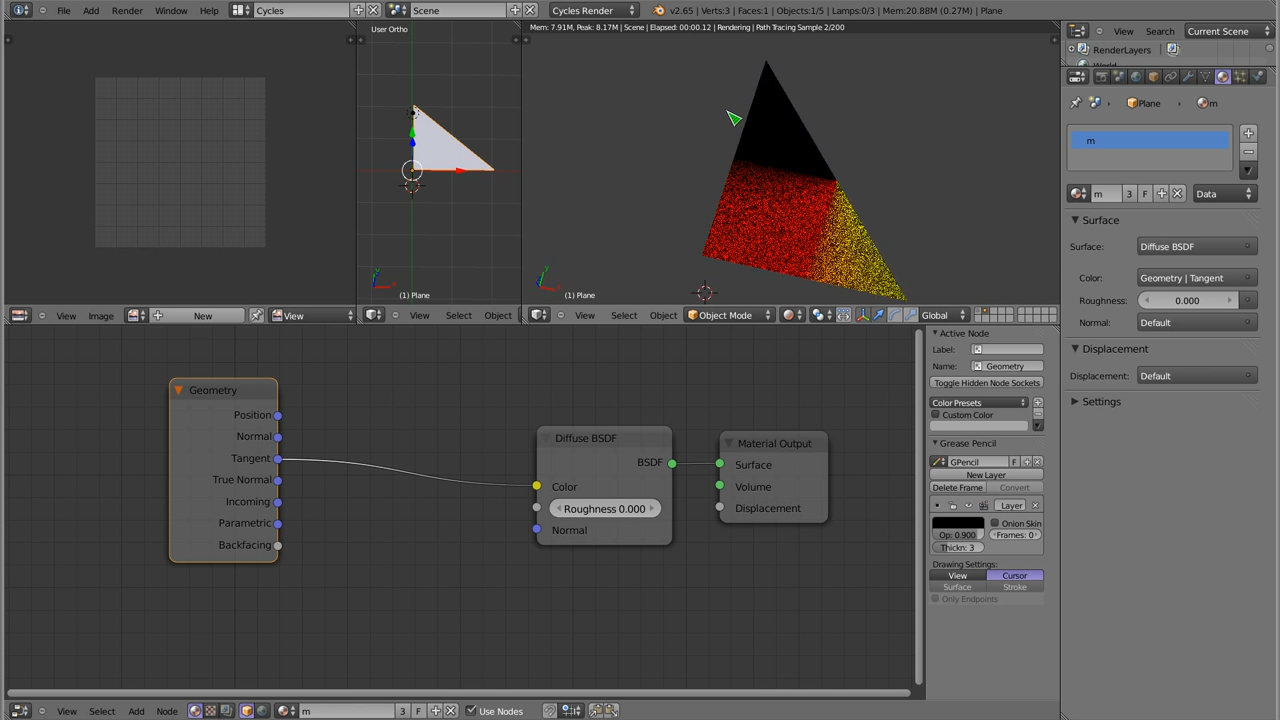 File Add Render Window Help Cycles Scene Cycles Render v2.65 | Verts:3 | Faces:1 | Objects:1/5 | Lamps:0/3 | Mem:20.88M (0.27M) | Plane
User Ortho
(1) Plane
Mem: 7.91M, Peak: 8.17M | Scene | Elapsed: 00:00.12 | Rendering | Path Tracing Sample 2/200
(1) Plane
View Image New View
View Select Object
View Select Object Object Mode Global
Geometry
Position
Normal
Tangent
True Normal
Incoming
Parametric
Backfacing
Diffuse BSDF
BSDF
Color
Roughness 0.000
Normal
Material Output
Surface
Volume
Displacement
Active Node
Label:
Name: Geometry
Toggle Hidden Node Sockets
Color Presets
Custom Color
Grease Pencil
GPencil F
New Layer
Delete Frame Convert
Layer
Onion Skin
Op: 0.900 Frames: 0
Thickn: 3
Drawing Settings:
View Cursor
Surface Stroke
Only Endpoints
View Select Add Node m 3 F Use Nodes
View Search Current Scene
RenderLayers
World
Plane m
m
m 3 F Data
Surface
Surface: Diffuse BSDF
Color: Geometry | Tangent
Roughness: 0.000
Normal: Default
Displacement
Displacement: Default
Settings